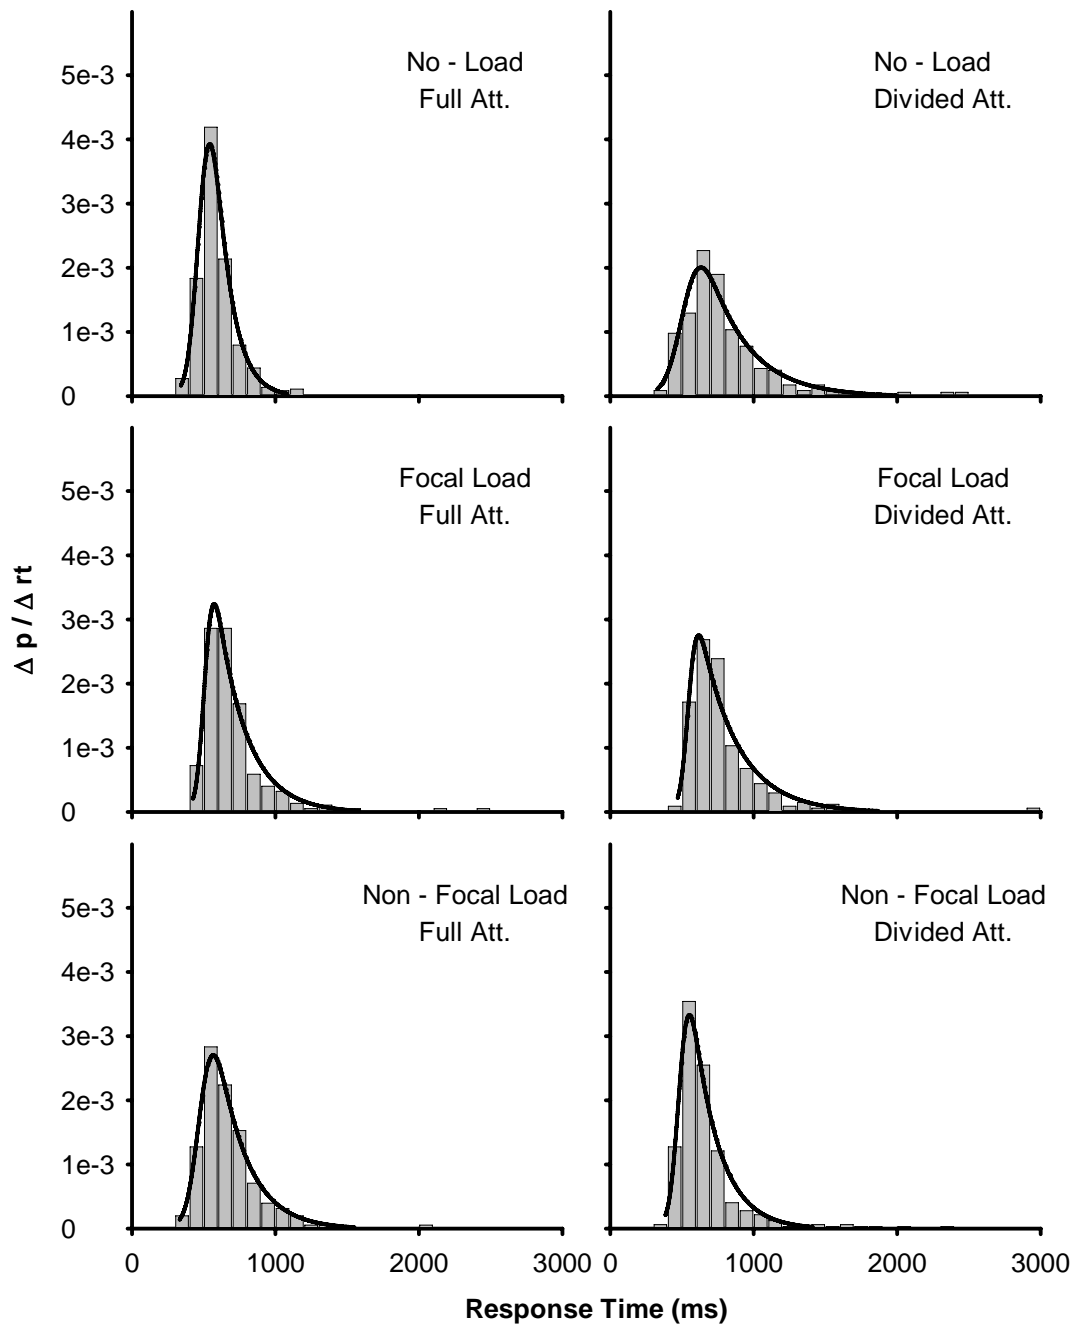 No - Load
Full Att.
No - Load
Divided Att.
5e-3
4e-3
3e-3
2e-3
1e-3
0
Focal Load
Full Att.
Focal Load
Divided Att.
5e-3
4e-3
3e-3
2e-3
1e-3
0
Δ p / Δ rt
Non - Focal Load
Full Att.
Non - Focal Load
Divided Att.
5e-3
4e-3
3e-3
2e-3
1e-3
0
0 1000 2000 3000 0 1000 2000 3000
Response Time (ms)